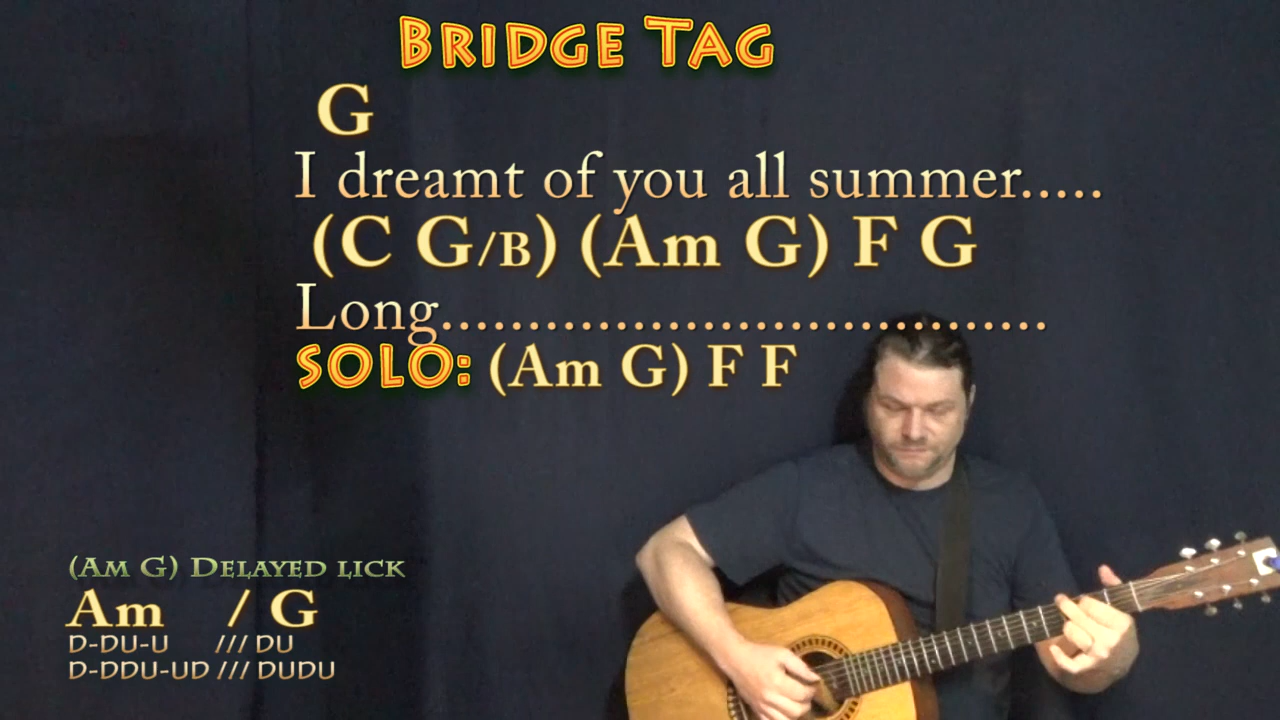 BRIDGE TAG
G
I dreamt of you all summer.....
(C G/B) (Am G) F G
Long...................................
SOLO: (Am G) F F
(AM G) DELAYED LICK
Am / G
D-DU-U /// DU
D-DDU-UD /// DUDU